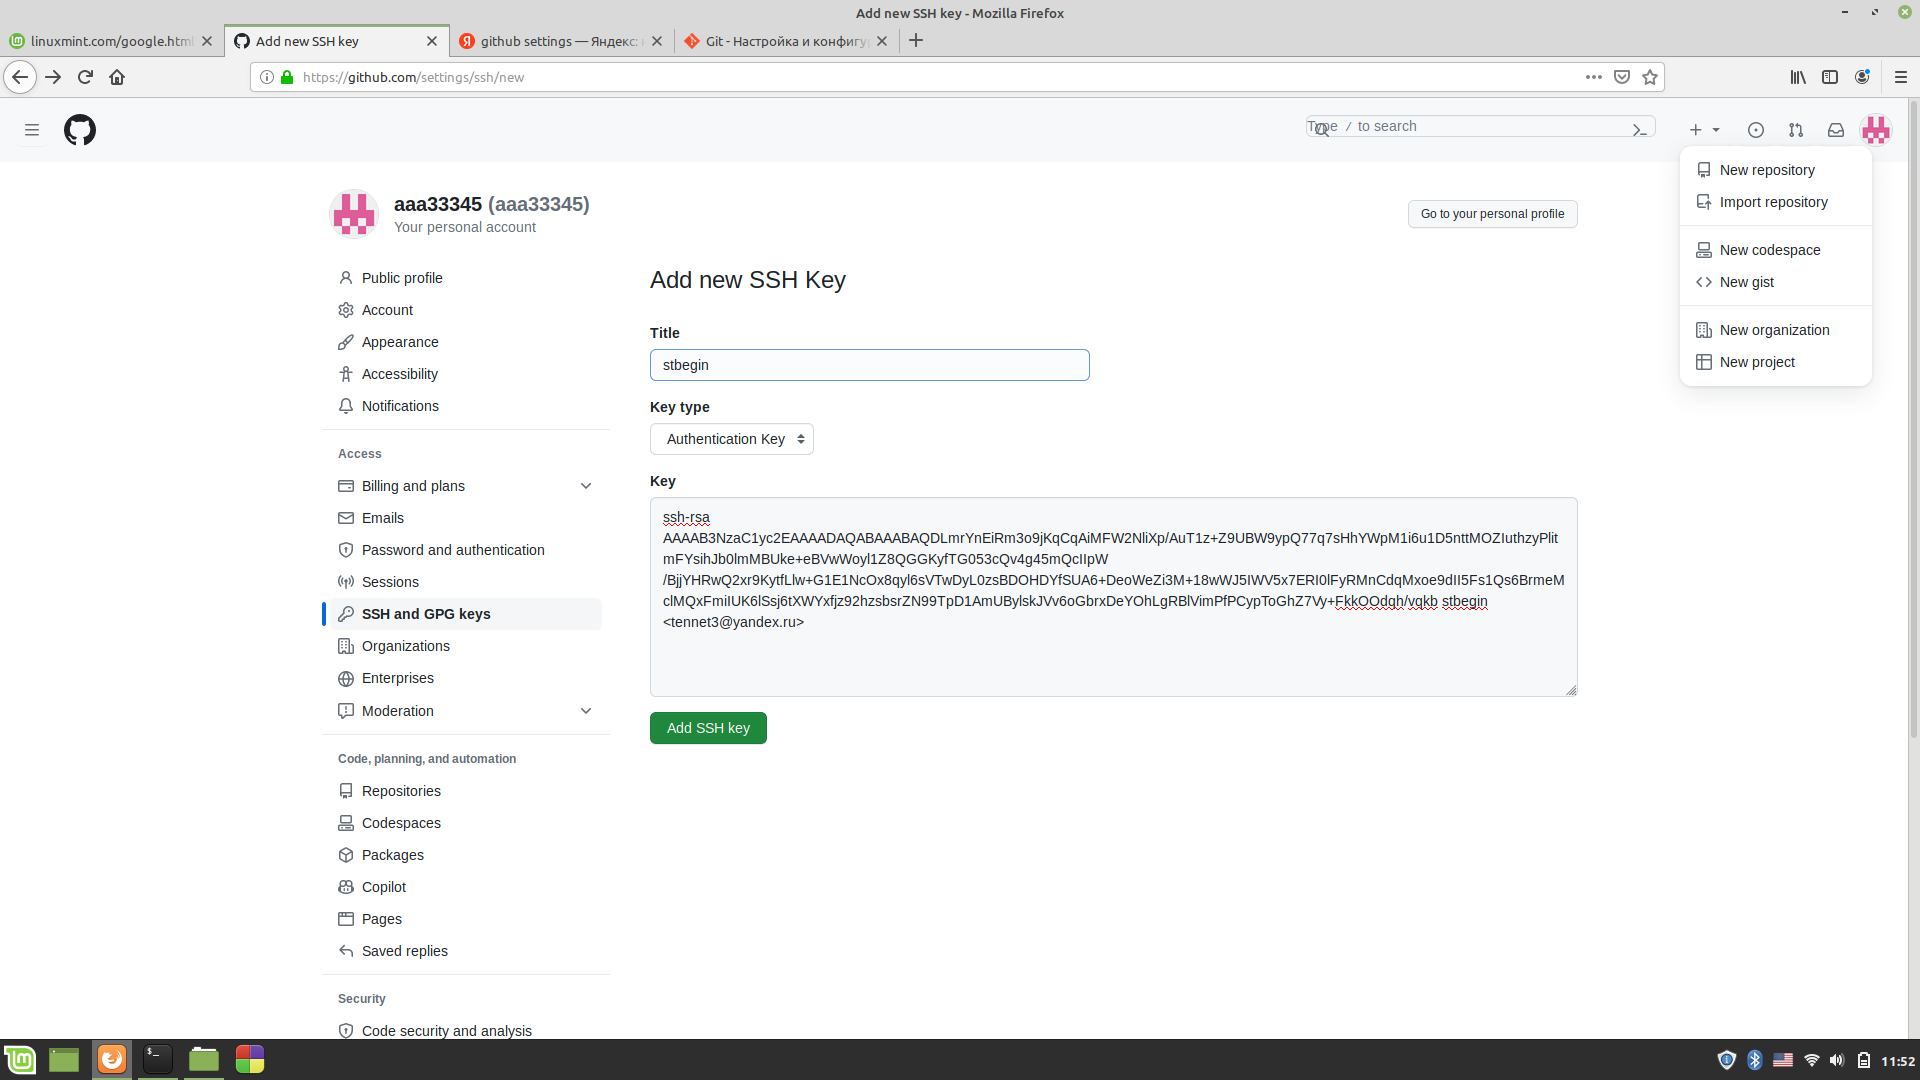 Add new SSH key - Mozilla Firefox
linuxmint.com/google.html
Add new SSH key
github settings — Яндекс:
Git - Настройка и конфигур
https://github.com/settings/ssh/new
Type / to search
aaa33345 (aaa33345)
Your personal account
Go to your personal profile
New repository
Import repository
New codespace
New gist
New organization
New project
Public profile
Account
Appearance
Accessibility
Notifications
Access
Billing and plans
Emails
Password and authentication
Sessions
SSH and GPG keys
Organizations
Enterprises
Moderation
Code, planning, and automation
Repositories
Codespaces
Packages
Copilot
Pages
Saved replies
Security
Code security and analysis
Add new SSH Key
Title
stbegin
Key type
Authentication Key
Key
ssh-rsa
AAAAB3NzaC1yc2EAAAADAQABAAABAQDLmrYnEiRm3o9jKqCqAiMFW2NliXp/AuT1z+Z9UBW9ypQ77q7sHhYWpM1i6u1D5nttMOZIuthzyPlit
mFYsihJb0lmMBUke+eBVwWoyl1Z8QGGKyfTG053cQv4g45mQcIIpW
/BjjYHRwQ2xr9KytfLlw+G1E1NcOx8qyl6sVTwDyL0zsBDOHDYfSUA6+DeoWeZi3M+18wWJ5IWV5x7ERI0lFyRMnCdqMxoe9dII5Fs1Qs6BrmeM
clMQxFmiIUK6lSsj6tXWYxfjz92hzsbsrZN99TpD1AmUBylskJVv6oGbrxDeYOhLgRBlVimPfPCypToGhZ7Vy+FkkOOdqh/vqkb stbegin
<tennet3@yandex.ru>
Add SSH key
11:52